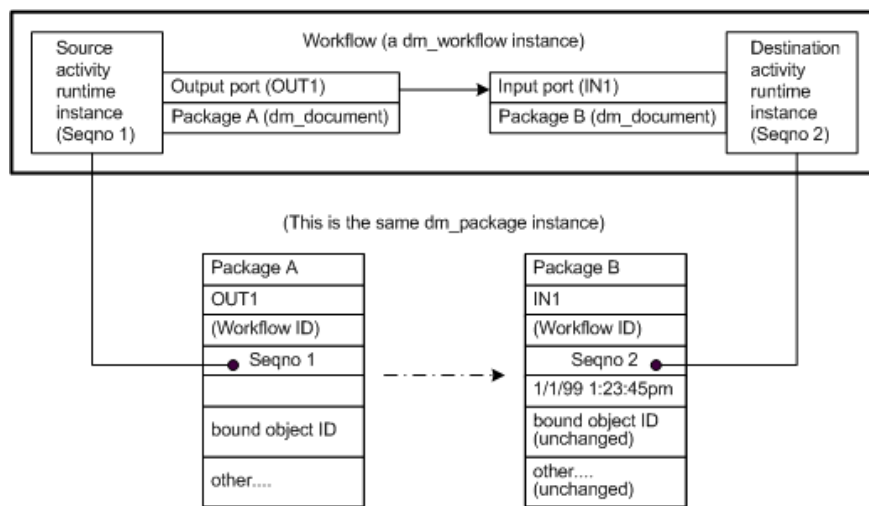 Workflow (a dm_workflow instance)
Source
activity
runtime
instance
(Seqno 1)
Output port (OUT1)
Package A (dm_document)
Input port (IN1)
Package B (dm_document)
Destination
activity
runtime
instance
(Seqno 2)
(This is the same dm_package instance)
Package A
OUT1
(Workflow ID)
Seqno 1
bound object ID
other....
Package B
IN1
(Workflow ID)
Seqno 2
1/1/99 1:23:45pm
bound object ID
(unchanged)
other....
(unchanged)